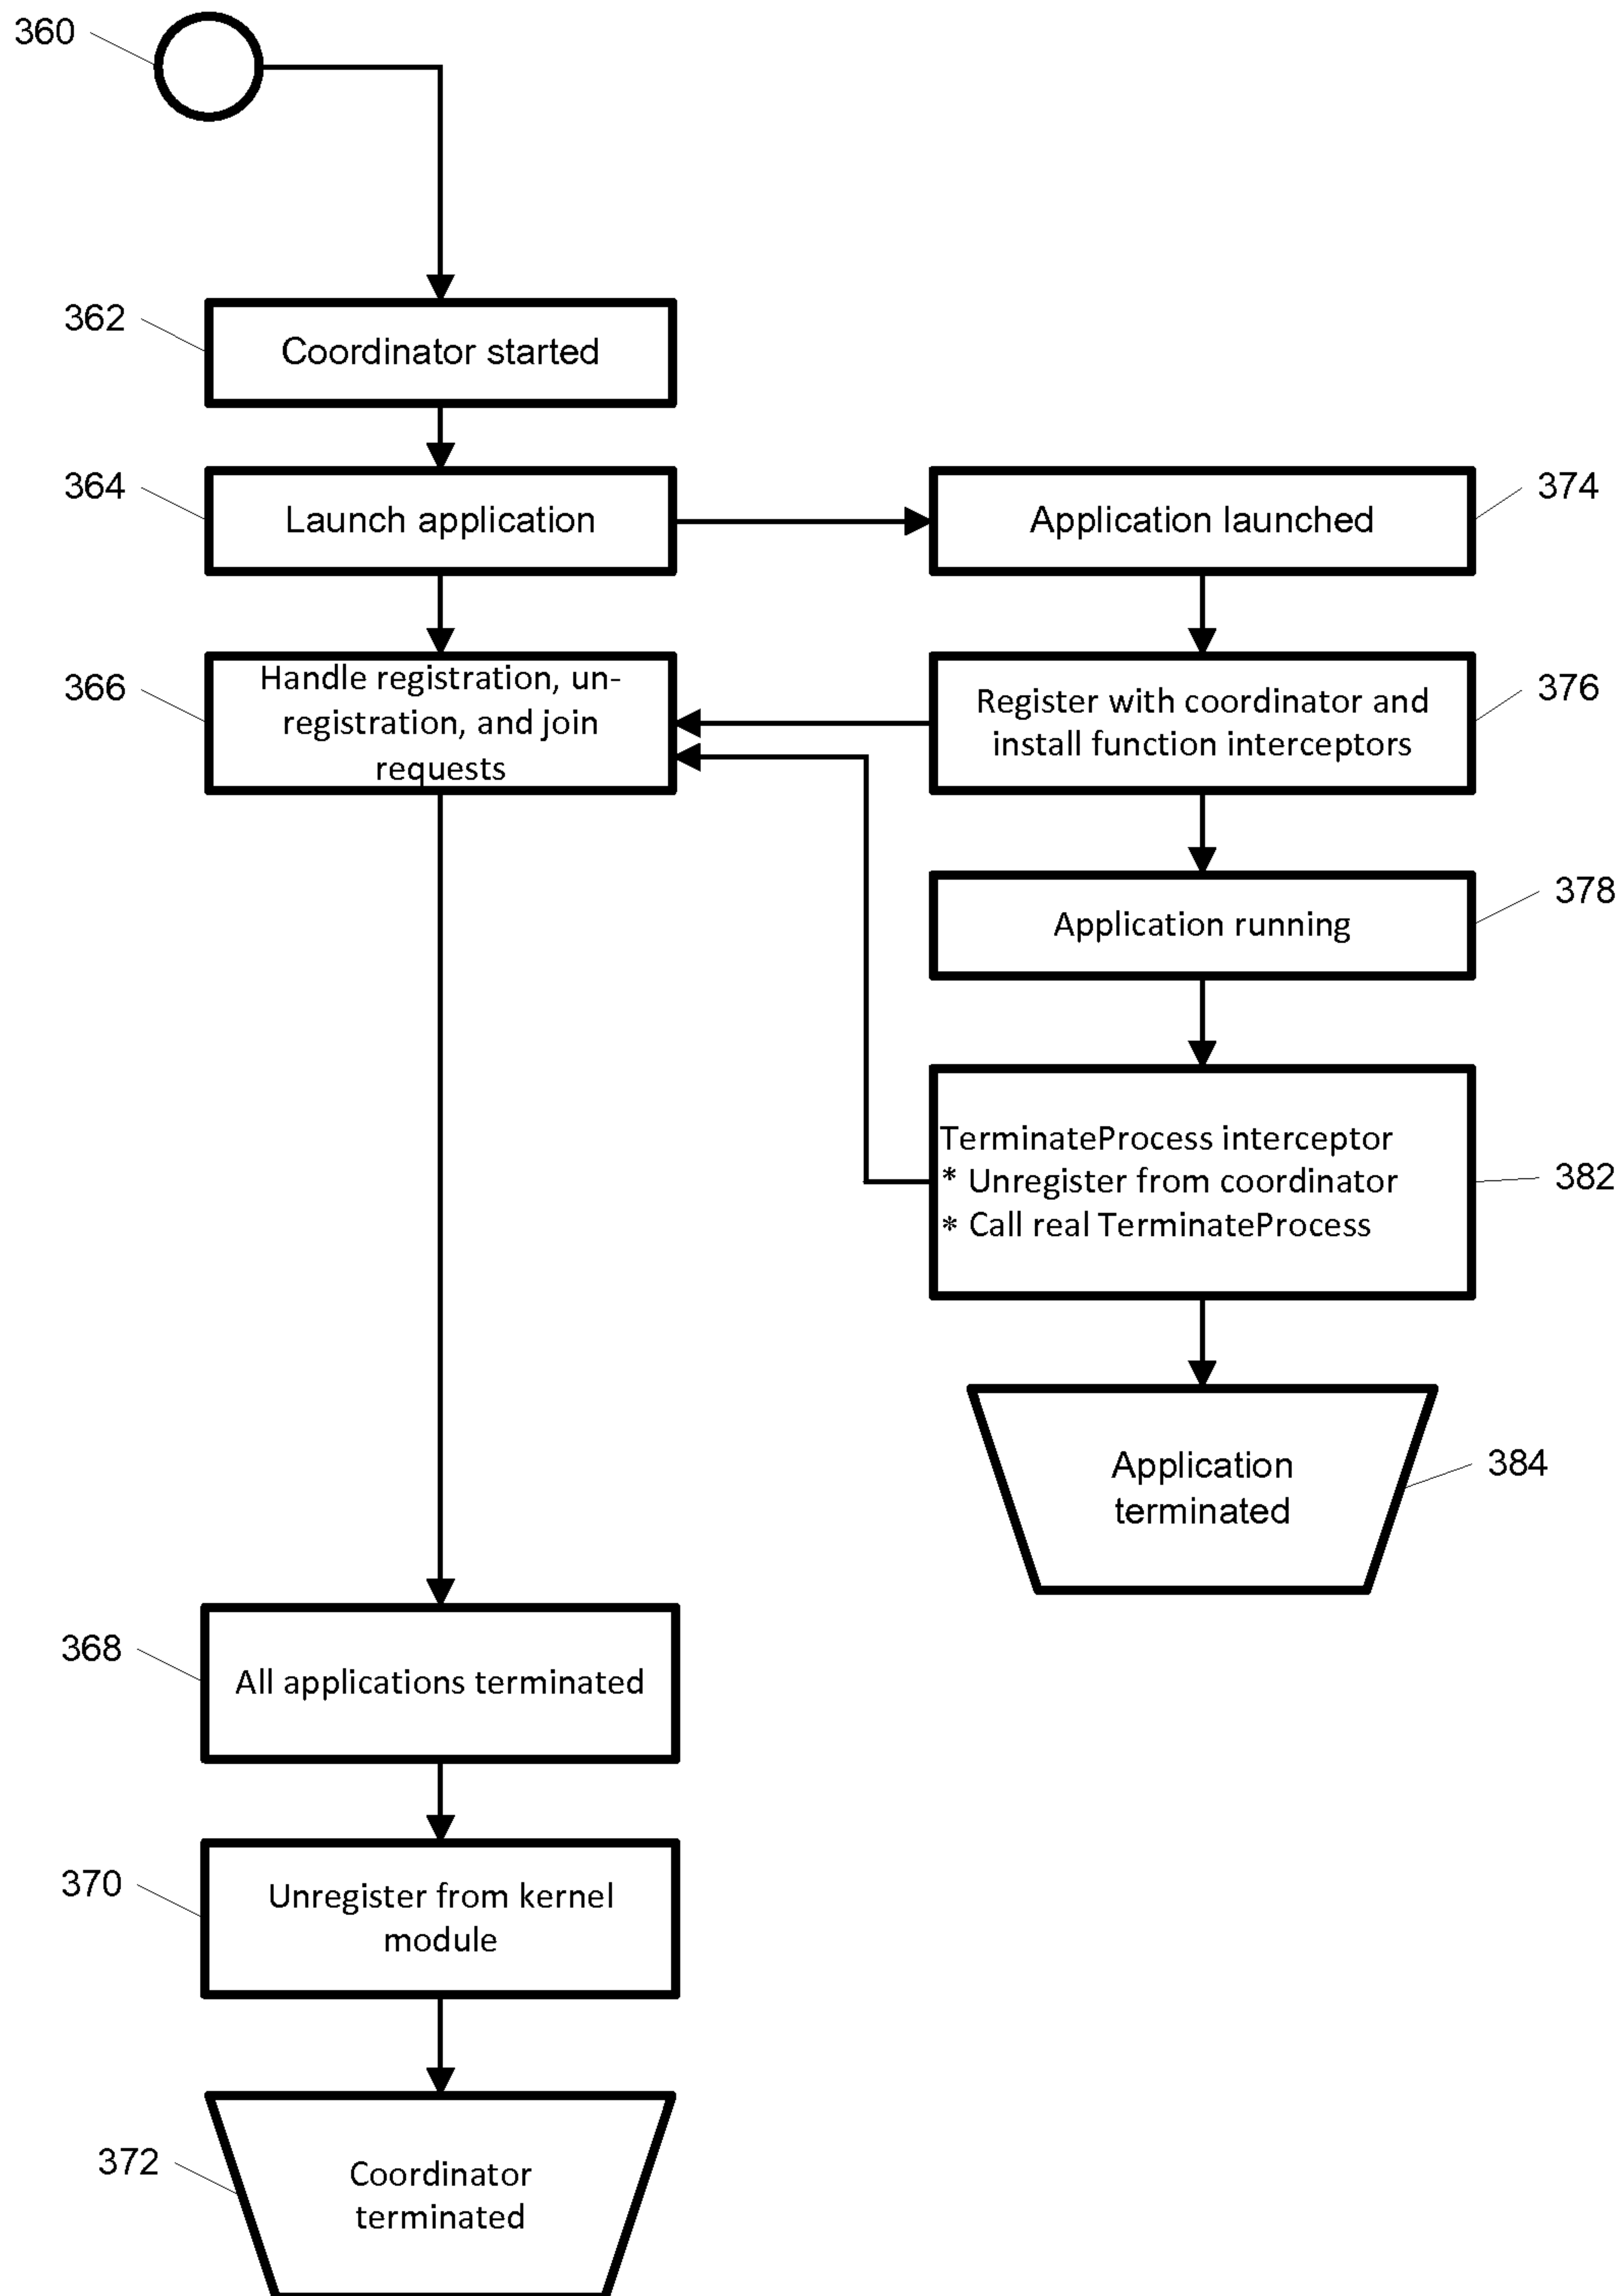 360
362
Coordinator started
364
Launch application
Application launched
374
366
Handle registration, un-
registration, and join
requests
Register with coordinator and
install function interceptors
376
Application running
378
TerminateProcess interceptor
* Unregister from coordinator
* Call real TerminateProcess
382
Application
terminated
384
368
All applications terminated
370
Unregister from kernel
module
372
Coordinator
terminated